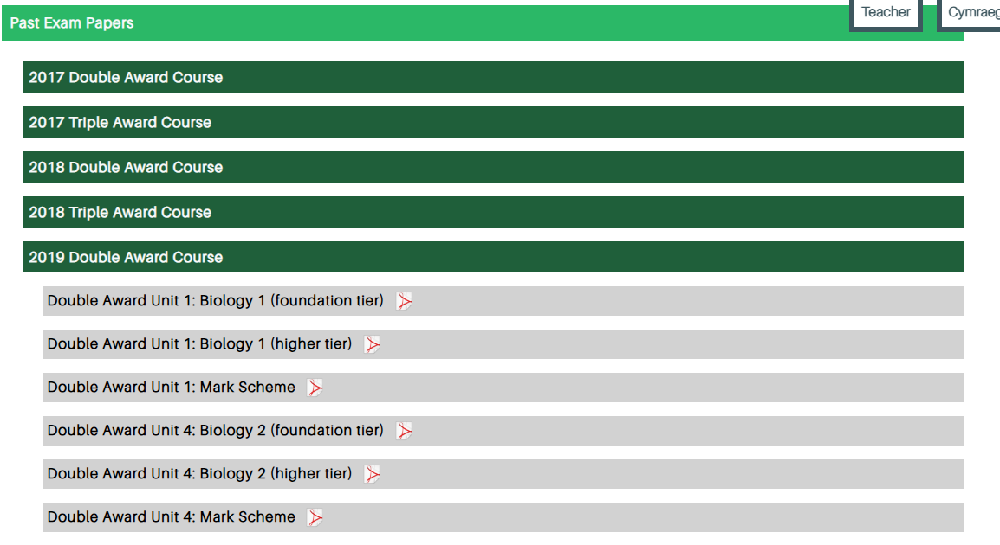 Teacher
Cymraeg
Past Exam Papers
2017 Double Award Course
2017 Triple Award Course
2018 Double Award Course
2018 Triple Award Course
2019 Double Award Course
Double Award Unit 1: Biology 1 (foundation tier)
Double Award Unit 1: Biology 1 (higher tier)
Double Award Unit 1: Mark Scheme
Double Award Unit 4: Biology 2 (foundation tier)
Double Award Unit 4: Biology 2 (higher tier)
Double Award Unit 4: Mark Scheme